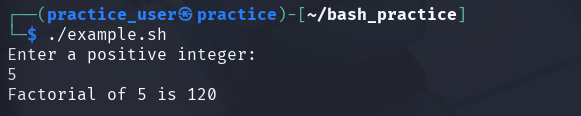 ┌──(practice_user㉿practice)-[~/bash_practice]
└─$ ./example.sh
Enter a positive integer:
5
Factorial of 5 is 120